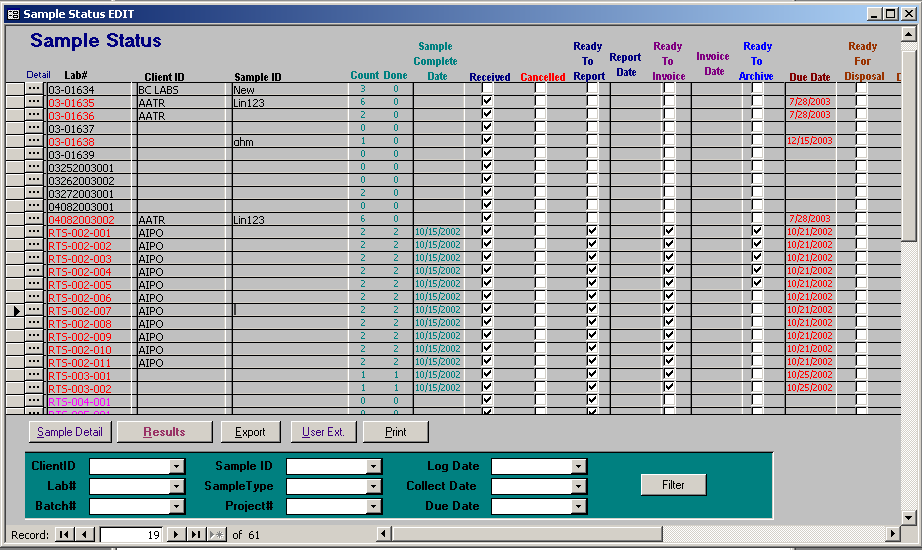 Sample Status EDIT
Sample Status
Detail Lab# Client ID Sample ID Count Done Sample Complete Date Received Cancelled Ready To Report Report Date Ready To Invoice Invoice Date Ready To Archive Due Date Ready For Disposal
03-01634 BC LABS New 3 0
03-01635 AATR Lin123 6 0 7/28/2003
03-01636 AATR 2 0 7/28/2003
03-01637 0 0
03-01638 ahm 1 0 12/15/2003
03-01639 0 0
03252003001 0 0
03262003002 0 0
03272003001 2 0
04082003001 0 0
04082003002 AATR Lin123 6 0 7/28/2003
RTS-002-001 AIPO 2 2 10/15/2002 10/21/2002
RTS-002-002 AIPO 2 2 10/15/2002 10/21/2002
RTS-002-003 AIPO 2 2 10/15/2002 10/21/2002
RTS-002-004 AIPO 2 2 10/15/2002 10/21/2002
RTS-002-005 AIPO 2 2 10/15/2002 10/21/2002
RTS-002-006 AIPO 2 2 10/15/2002 10/21/2002
RTS-002-007 AIPO 2 2 10/15/2002 10/21/2002
RTS-002-008 AIPO 2 2 10/15/2002 10/21/2002
RTS-002-009 AIPO 2 2 10/15/2002 10/21/2002
RTS-002-010 AIPO 2 2 10/15/2002 10/21/2002
RTS-002-011 AIPO 2 2 10/15/2002 10/21/2002
RTS-003-001 1 1 10/15/2002 10/25/2002
RTS-003-002 1 1 10/15/2002 10/25/2002
RTS-004-001 0 0
Sample Detail Results Export User Ext. Print
ClientID Sample ID Log Date
Lab# SampleType Collect Date Filter
Batch# Project# Due Date
Record: 19 of 61